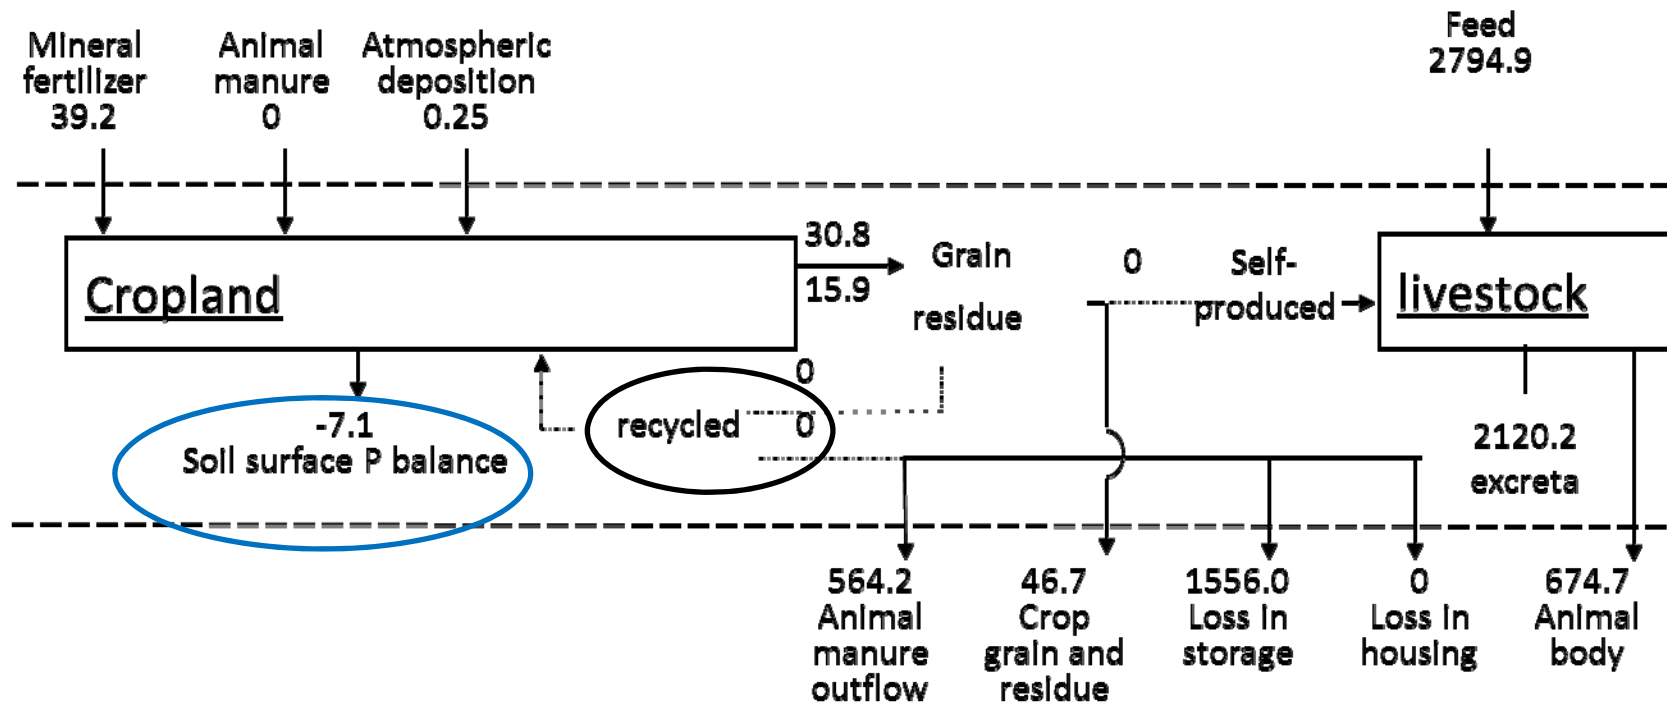 Mineral
fertilizer
39.2
Animal
manure
0
Atmospheric
deposition
0.25
Feed
2794.9
Cropland
30.8
15.9
Grain
residue
0
Self-
produced
livestock
-7.1
Soil surface P balance
0
recycled
0
2120.2
excreta
564.2
Animal
manure
outflow
46.7
Crop
grain and
residue
1556.0
Loss in
storage
0
Loss in
housing
674.7
Animal
body